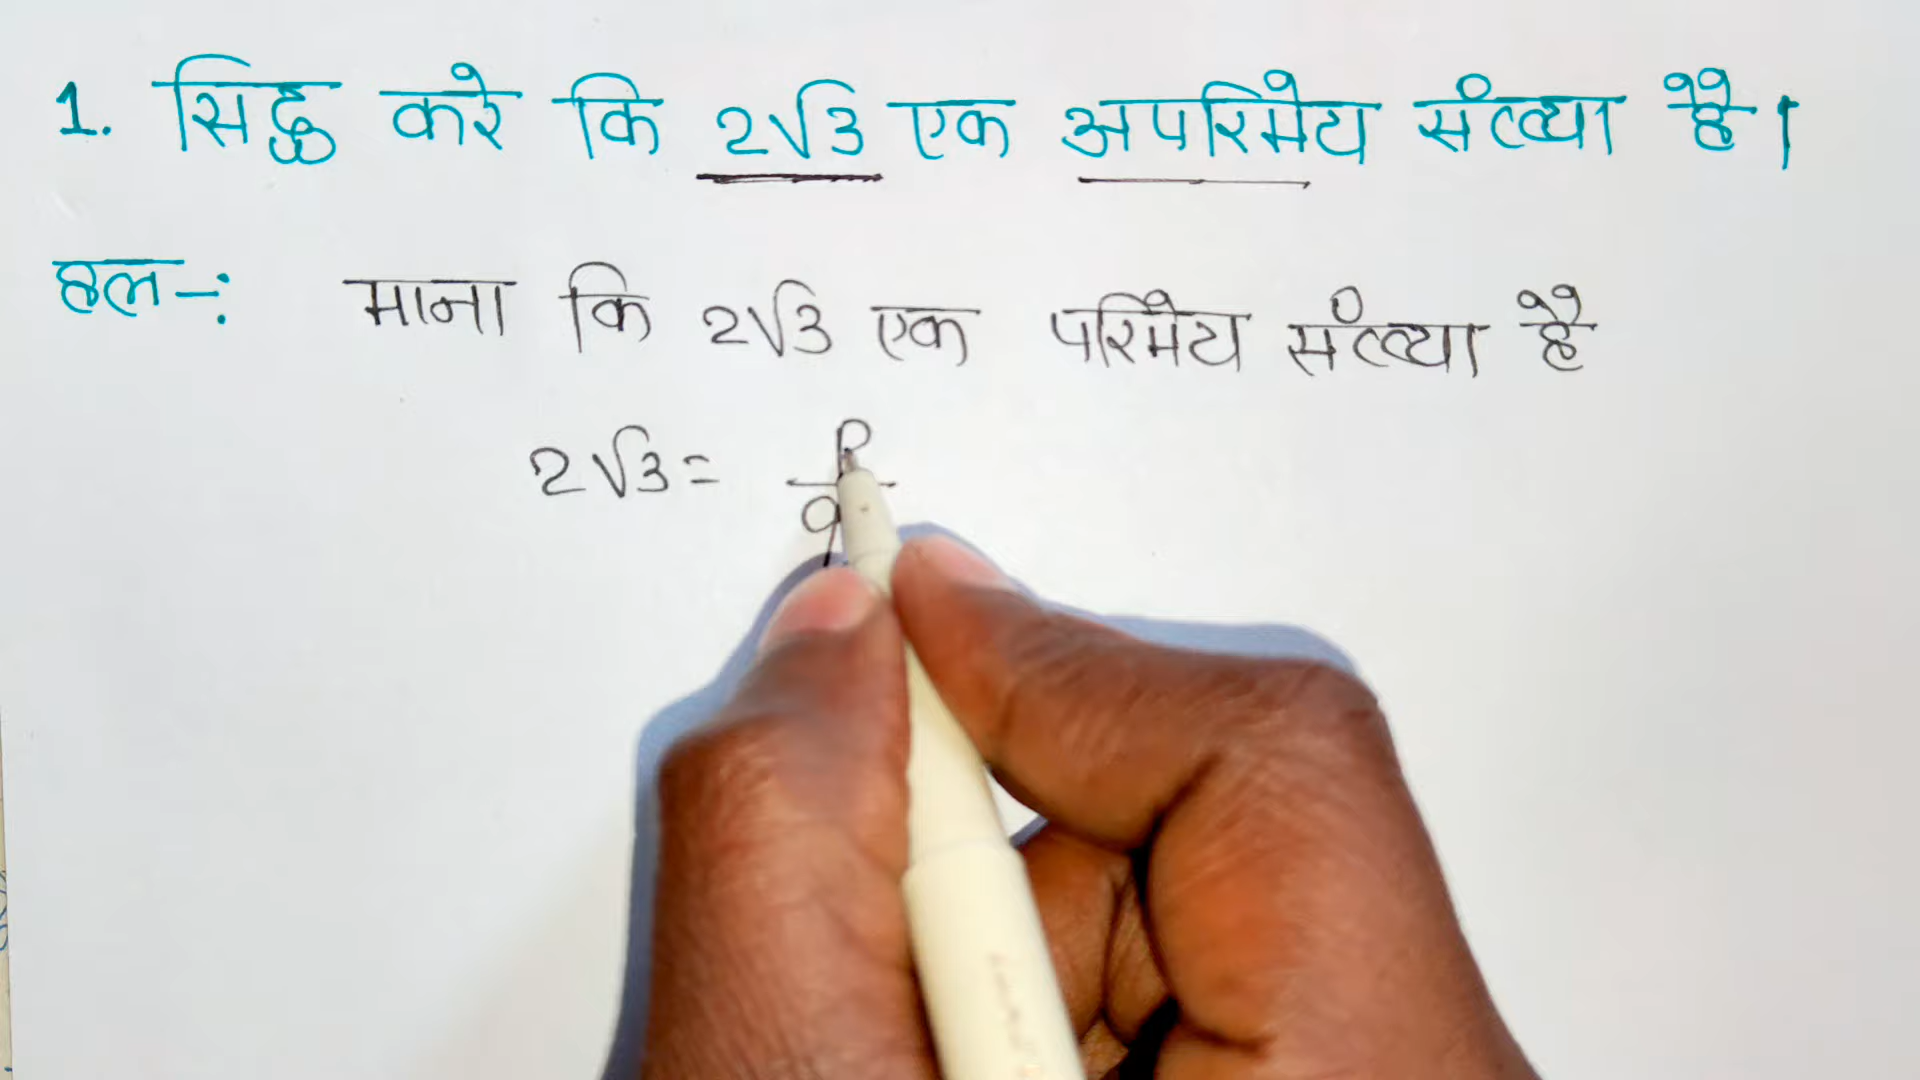 1. सिद्ध करे कि 2√3 एक अपरिमेय संख्या है।
हल-: माना कि 2√3 एक परिमेय संख्या है
2√3 = p/q